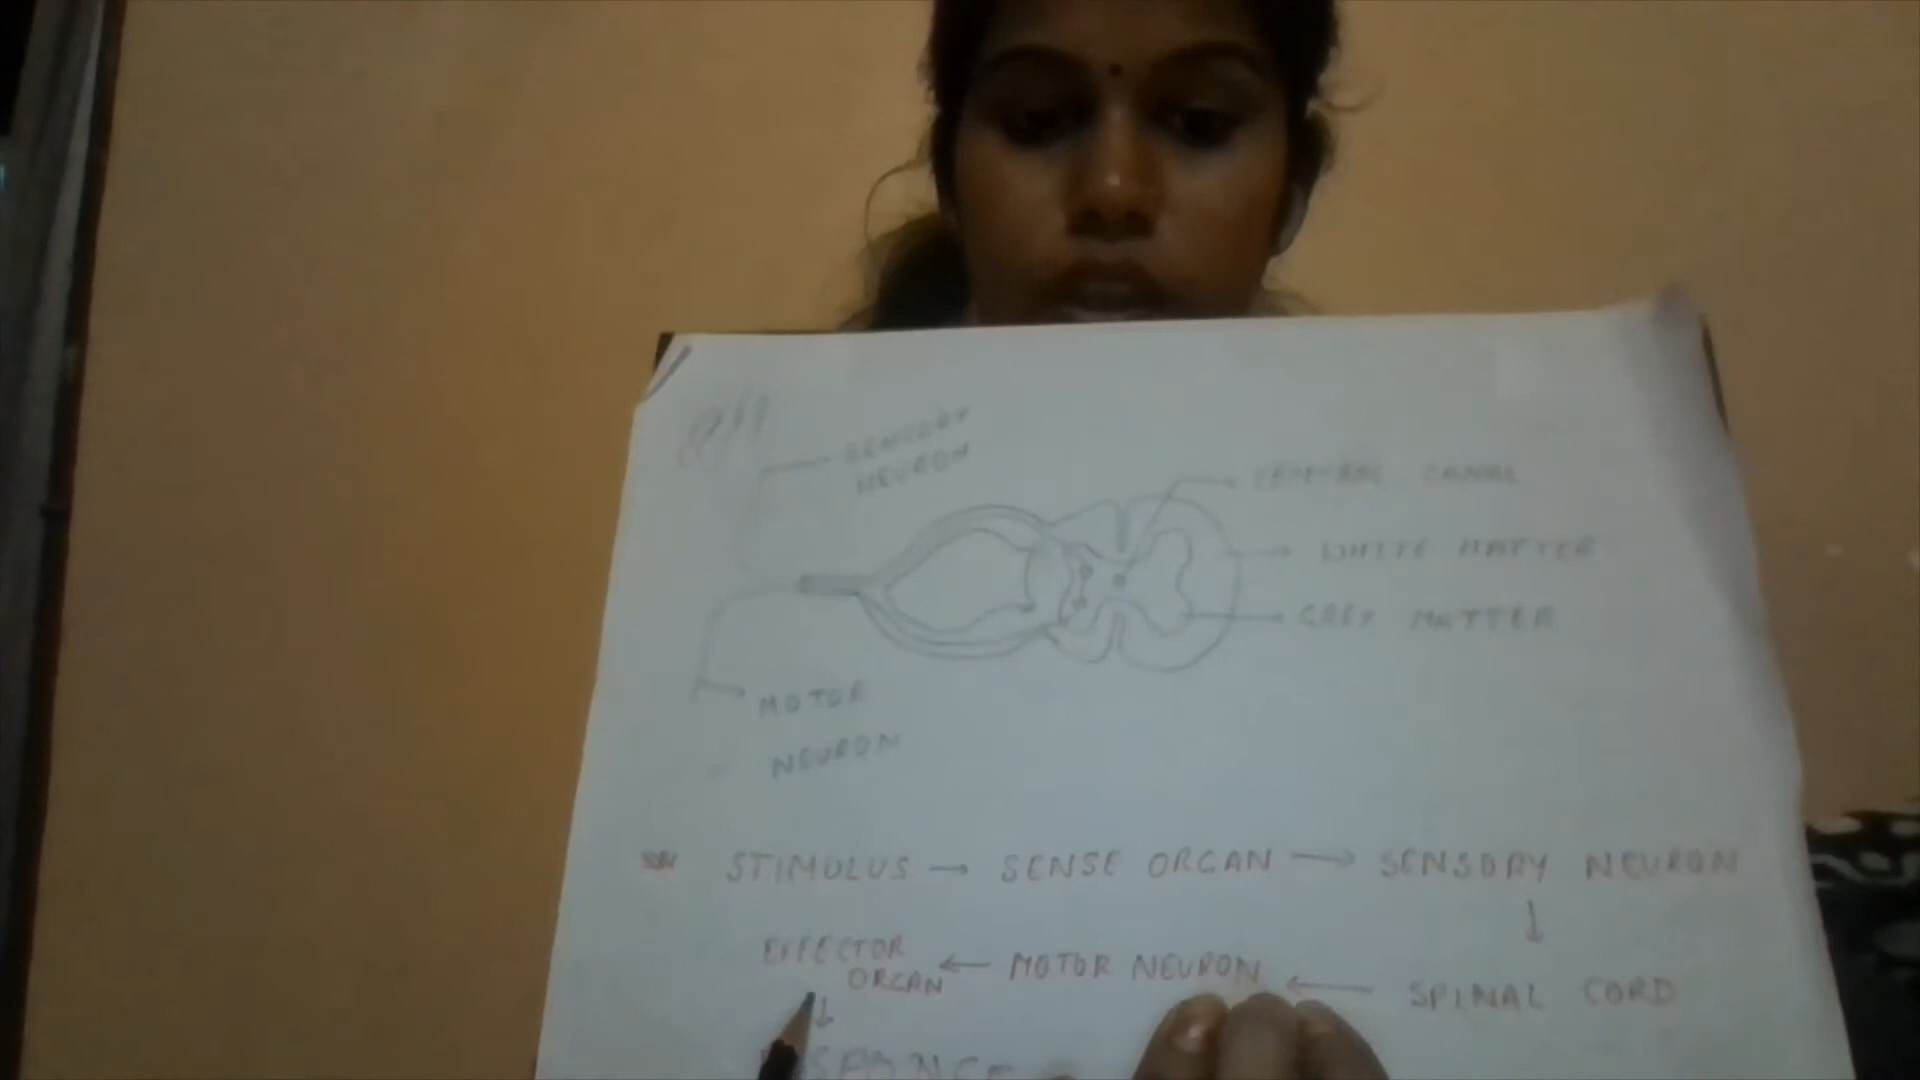 SENSORY
NEURON
CENTRAL CANAL
WHITE MATTER
GREY MATTER
MOTOR
NEURON
STIMULUS → SENSE ORGAN → SENSORY NEURON
↓
EFFECTOR
ORGAN ← MOTOR NEURON ← SPINAL CORD
↓